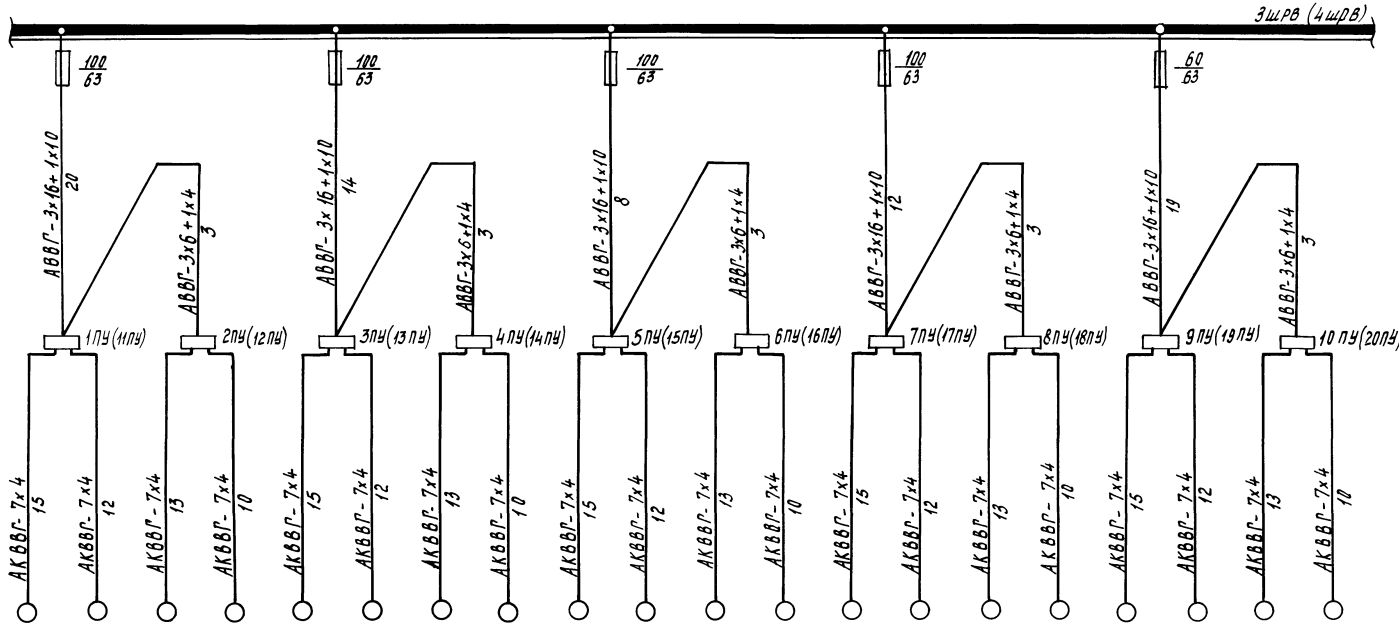 3ШРВ (4ШРВ)
100
63
100
63
100
63
100
63
60
63
АВВГ-3х16+1х10
20
АВВГ-3х6+1х4
3
АВВГ-3х16+1х10
14
АВВГ-3х6+1х4
3
АВВГ-3х16+1х10
8
АВВГ-3х6+1х4
3
АВВГ-3х16+1х10
12
АВВГ-3х6+1х4
3
АВВГ-3х16+1х10
19
АВВГ-3х6+1х4
3
1ПУ(11ПУ)
2ПУ(12ПУ)
3ПУ(13ПУ)
4ПУ(14ПУ)
5ПУ(15ПУ)
6ПУ(16ПУ)
7ПУ(17ПУ)
8ПУ(18ПУ)
9ПУ(19ПУ)
10ПУ(20ПУ)
АКВВГ-7х4
15
АКВВГ-7х4
12
АКВВГ-7х4
13
АКВВГ-7х4
10
АКВВГ-7х4
15
АКВВГ-7х4
12
АКВВГ-7х4
13
АКВВГ-7х4
10
АКВВГ-7х4
15
АКВВГ-7х4
12
АКВВГ-7х4
13
АКВВГ-7х4
10
АКВВГ-7х4
15
АКВВГ-7х4
12
АКВВГ-7х4
13
АКВВГ-7х4
10
АКВВГ-7х4
15
АКВВГ-7х4
12
АКВВГ-7х4
13
АКВВГ-7х4
10